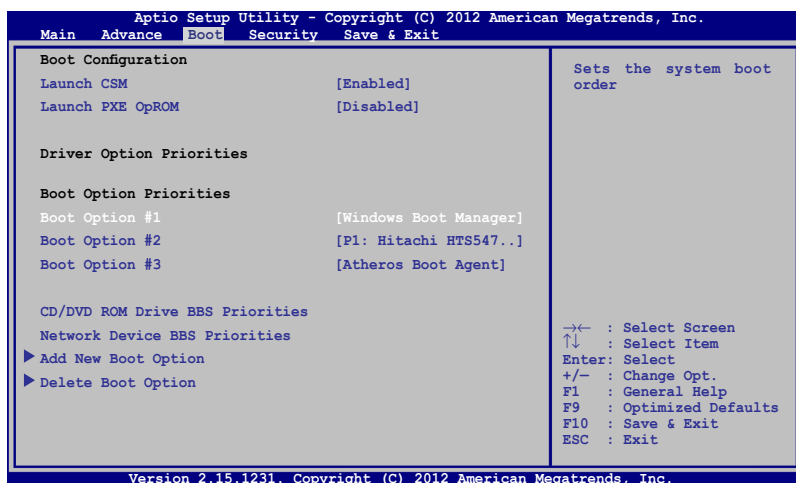 Aptio Setup Utility - Copyright (C) 2012 American Megatrends, Inc.
Main Advance Boot Security Save & Exit
Boot Configuration
Launch CSM [Enabled]
Launch PXE OpROM [Disabled]
Driver Option Priorities
Boot Option Priorities
Boot Option #1 [Windows Boot Manager]
Boot Option #2 [P1: Hitachi HTS547..]
Boot Option #3 [Atheros Boot Agent]
CD/DVD ROM Drive BBS Priorities
Network Device BBS Priorities
Add New Boot Option
Delete Boot Option
Sets the system boot
order
→← : Select Screen
↑↓ : Select Item
Enter: Select
+/— : Change Opt.
F1 : General Help
F9 : Optimized Defaults
F10 : Save & Exit
ESC : Exit
Version 2.15.1231. Copyright (C) 2012 American Megatrends, Inc.